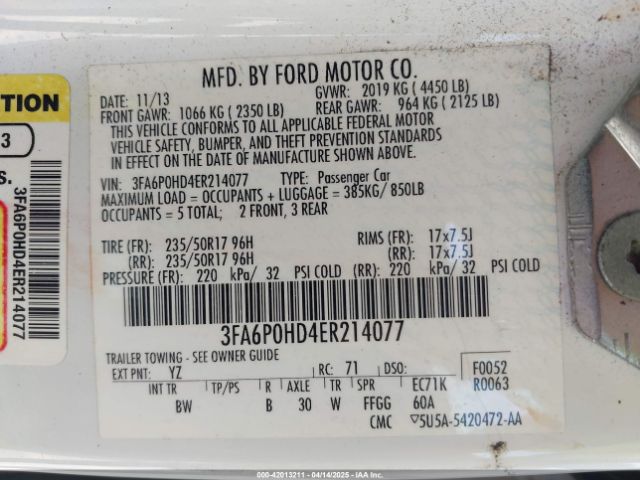 MFD. BY FORD MOTOR CO.
DATE: 11/13
GVWR: 2019 KG ( 4450 LB)
FRONT GAWR: 1066 KG ( 2350 LB)
REAR GAWR: 964 KG ( 2125 LB)
THIS VEHICLE CONFORMS TO ALL APPLICABLE FEDERAL MOTOR
VEHICLE SAFETY, BUMPER, AND THEFT PREVENTION STANDARDS
IN EFFECT ON THE DATE OF MANUFACTURE SHOWN ABOVE.
VIN: 3FA6P0HD4ER214077 TYPE: Passenger Car
MAXIMUM LOAD = OCCUPANTS + LUGGAGE = 385KG/ 850LB
OCCUPANTS = 5 TOTAL; 2 FRONT, 3 REAR
TIRE (FR): 235/50R17 96H RIMS (FR): 17x7.5J
(RR): 235/50R17 96H (RR): 17x7.5J
PRESSURE (FR): 220 kPa/ 32 PSI COLD (RR): 220 kPa/ 32 PSI COLD
3FA6P0HD4ER214077
TRAILER TOWING - SEE OWNER GUIDE
EXT PNT: YZ RC: 71 DSO: F0052
R0063
INT TR TP/PS R AXLE TR SPR EC71K
BW B 30 W FFGG 60A
CMC ▽5U5A-5420472-AA
TION
3
S.
3FA6P0HD4ER214077
000-42013211 - 04/14/2025 - IAA Inc.